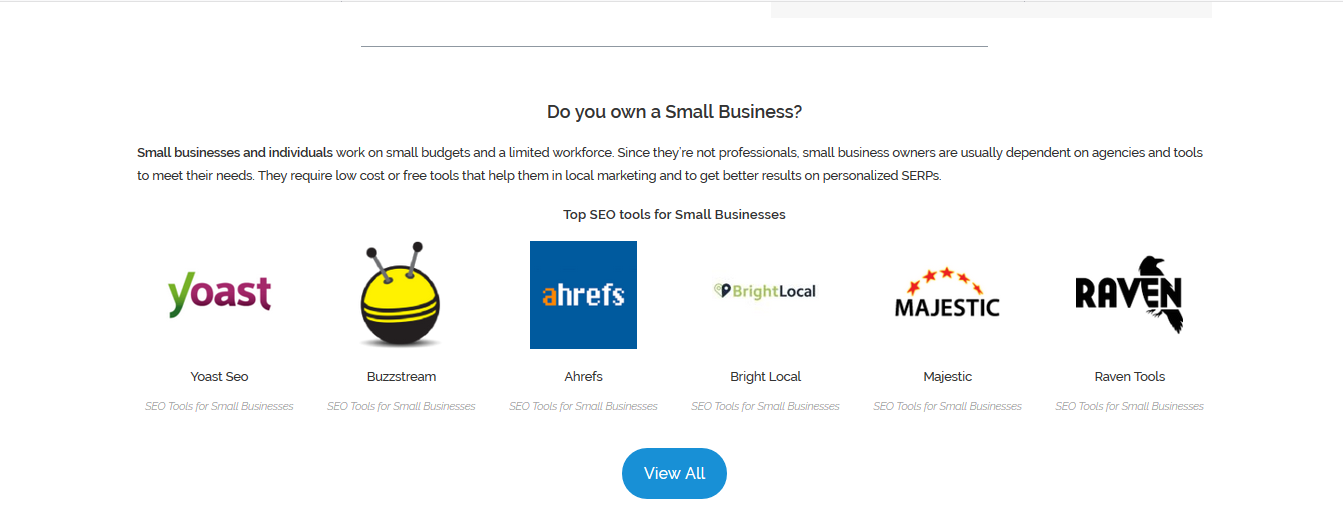 Do you own a Small Business?
Small businesses and individuals work on small budgets and a limited workforce. Since they're not professionals, small business owners are usually dependent on agencies and tools
to meet their needs. They require low cost or free tools that help them in local marketing and to get better results on personalized SERPs.
Top SEO tools for Small Businesses
yoast
ahrefs
BrightLocal
MAJESTIC
RAVEN
Yoast Seo
Buzzstream
Ahrefs
Bright Local
Majestic
Raven Tools
SEO Tools for Small Businesses
SEO Tools for Small Businesses
SEO Tools for Small Businesses
SEO Tools for Small Businesses
SEO Tools for Small Businesses
SEO Tools for Small Businesses
View All